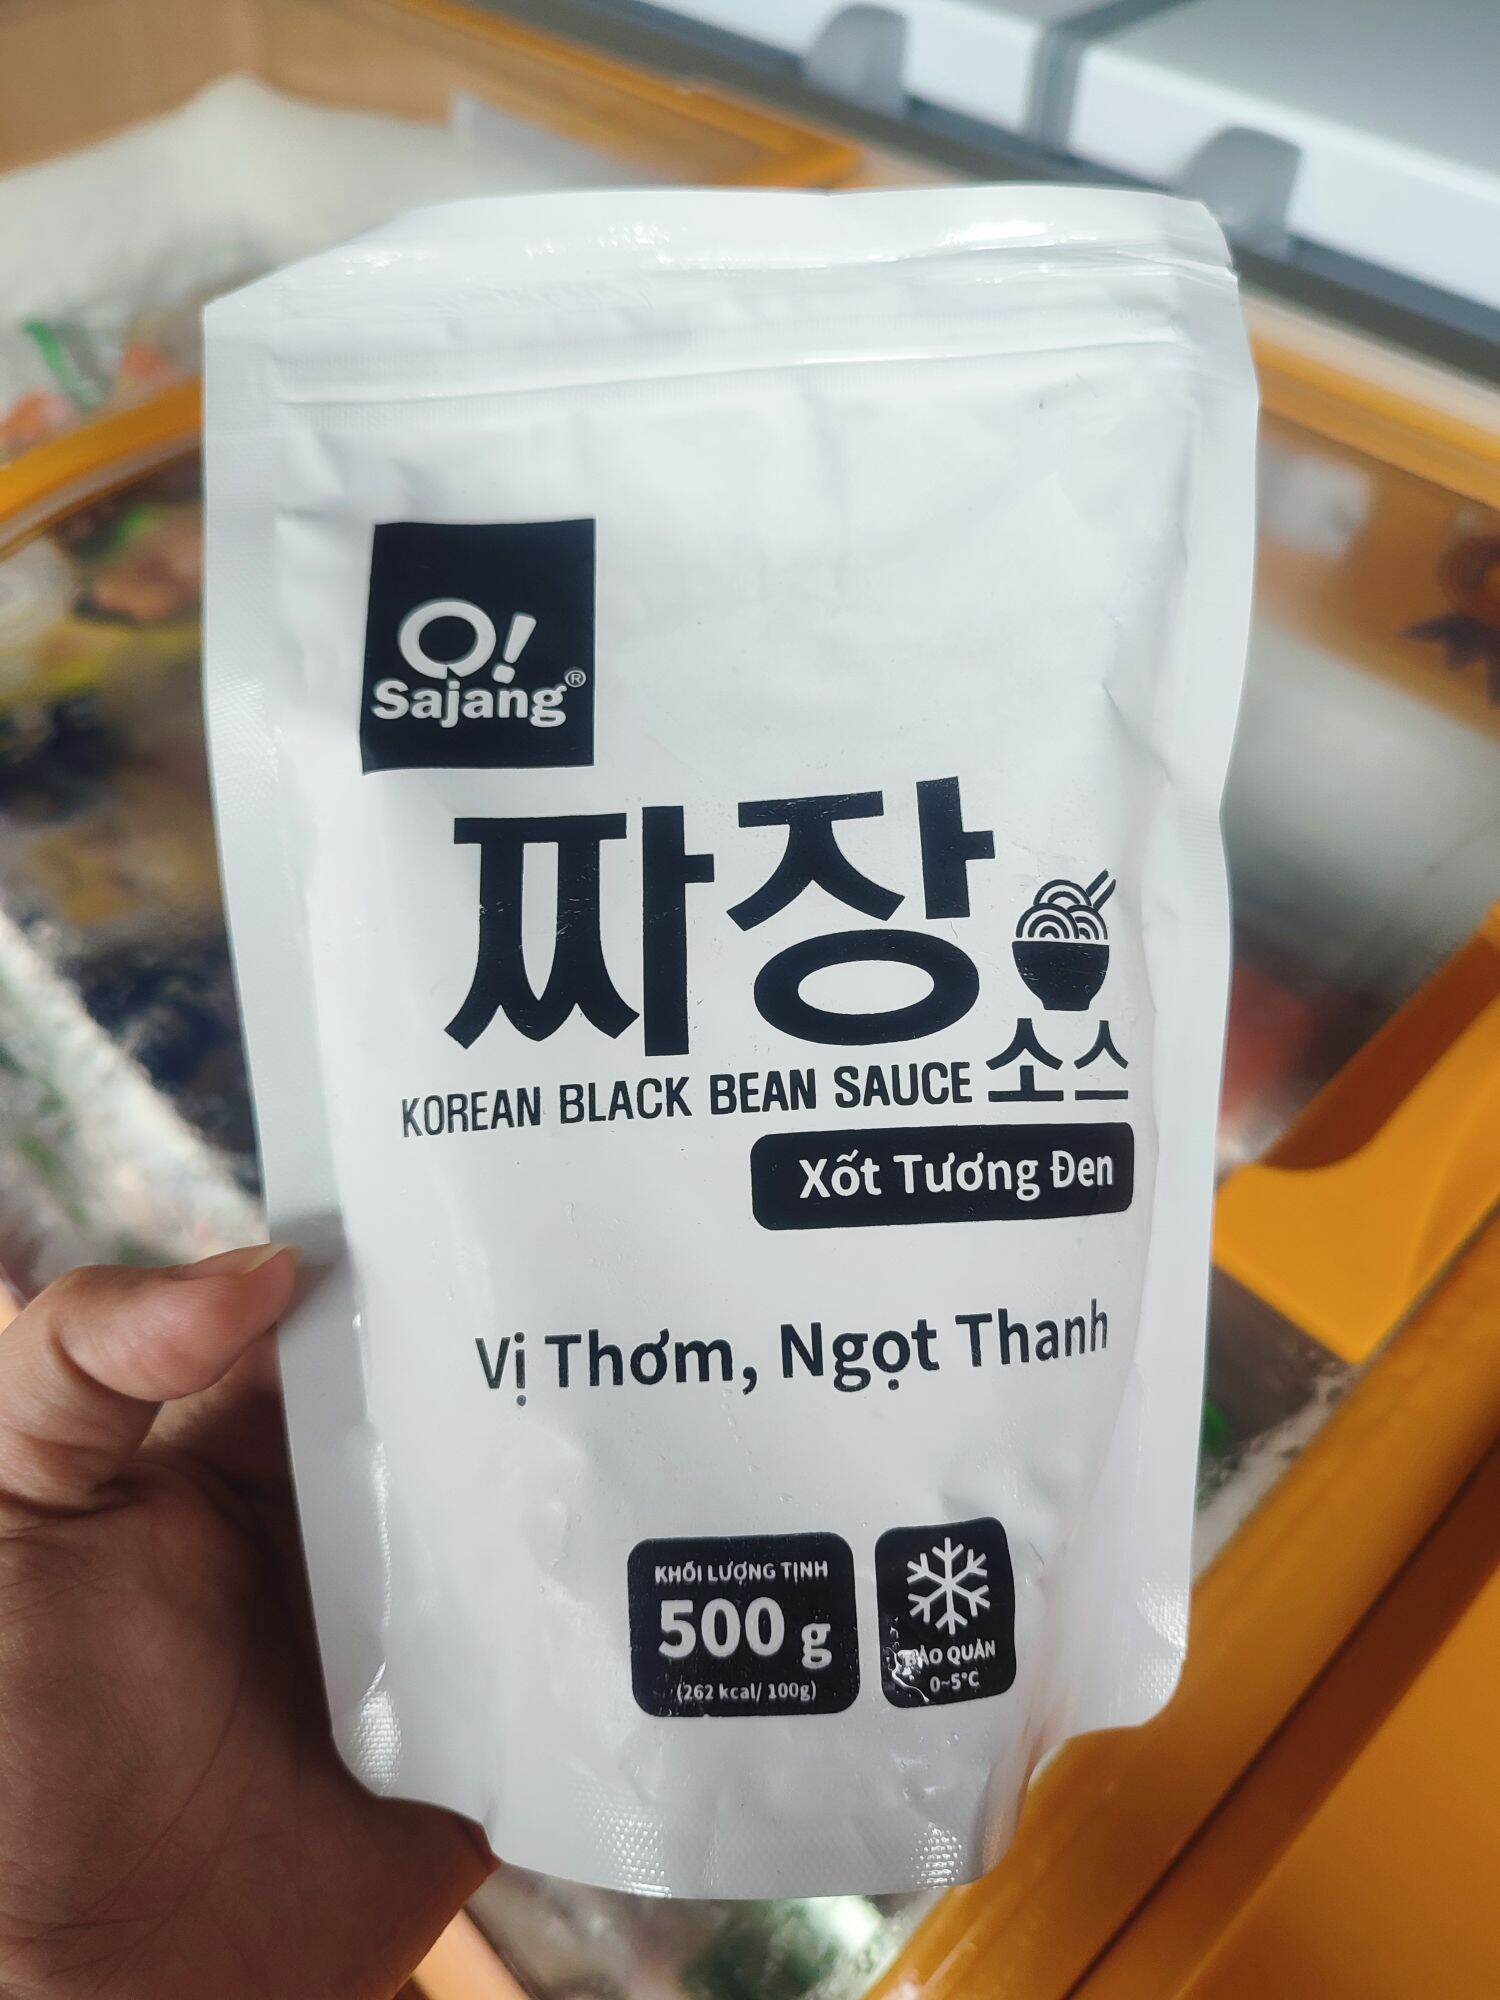 O!
Sajang®
짜장
소스
KOREAN BLACK BEAN SAUCE
Xốt Tương Đen
Vị Thơm, Ngọt Thanh
KHỐI LƯỢNG TỊNH
500 g
(262 kcal/ 100g)
BẢO QUẢN
0~5°C